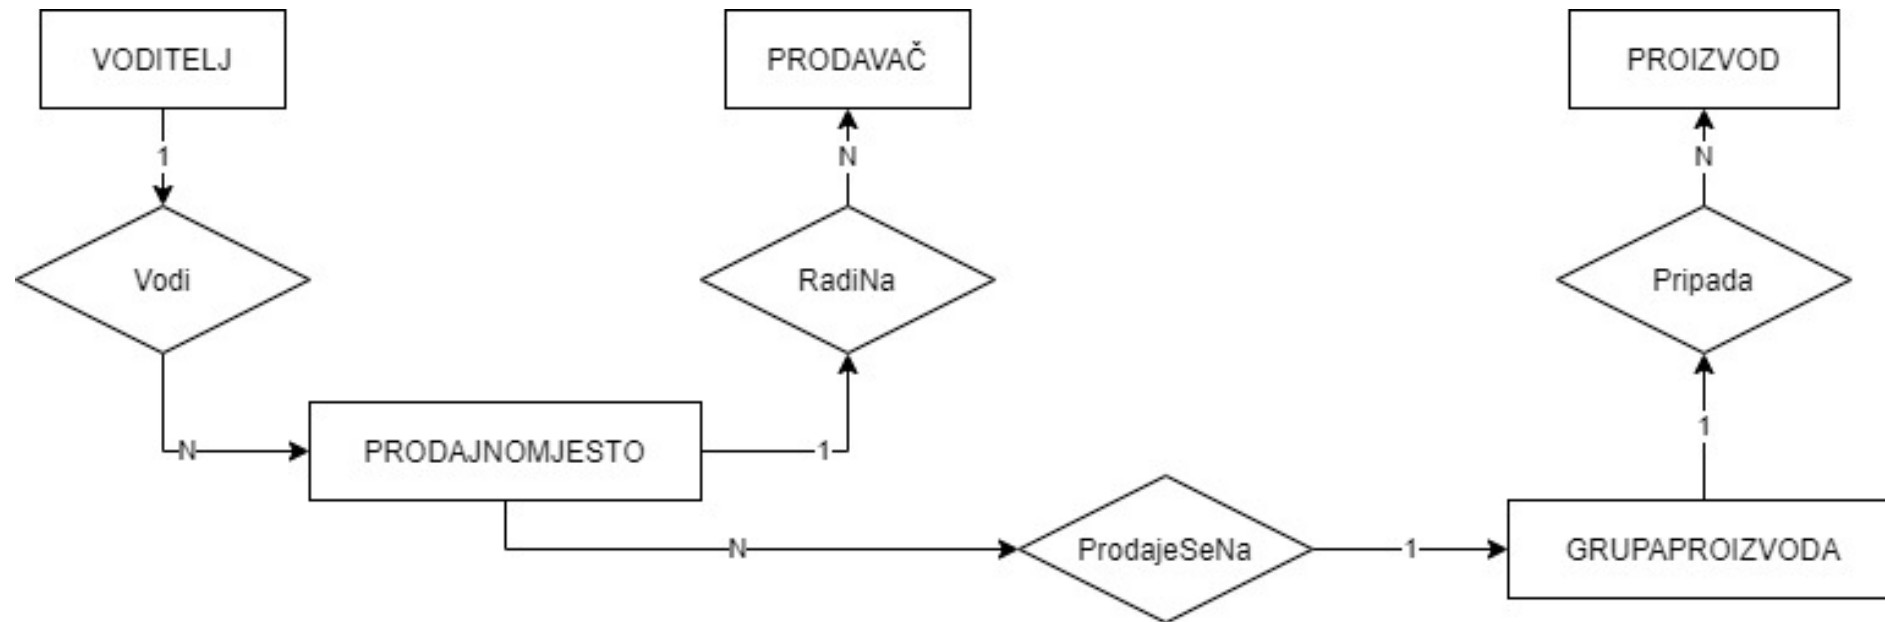 VODITELJ
PRODAVAČ
PROIZVOD
1
N
N
Vodi
RadiNa
Pripada
1
N
PRODAJNOMJESTO
1
N
ProdajeSeNa
1
GRUPAPROIZVODA